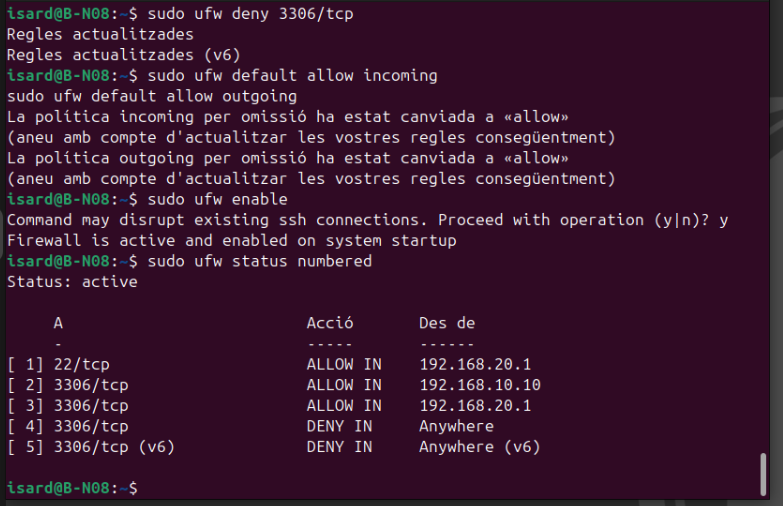 isard@B-N08:~$ sudo ufw deny 3306/tcp
Regles actualitzades
Regles actualitzades (v6)
isard@B-N08:~$ sudo ufw default allow incoming
sudo ufw default allow outgoing
La política incoming per omissió ha estat canviada a «allow»
(aneu amb compte d'actualitzar les vostres regles consegüentment)
La política outgoing per omissió ha estat canviada a «allow»
(aneu amb compte d'actualitzar les vostres regles consegüentment)
isard@B-N08:~$ sudo ufw enable
Command may disrupt existing ssh connections. Proceed with operation (y|n)? y
Firewall is active and enabled on system startup
isard@B-N08:~$ sudo ufw status numbered
Status: active
A Acció Des de
- ----- ------
[ 1] 22/tcp ALLOW IN 192.168.20.1
[ 2] 3306/tcp ALLOW IN 192.168.10.10
[ 3] 3306/tcp ALLOW IN 192.168.20.1
[ 4] 3306/tcp DENY IN Anywhere
[ 5] 3306/tcp (v6) DENY IN Anywhere (v6)
isard@B-N08:~$